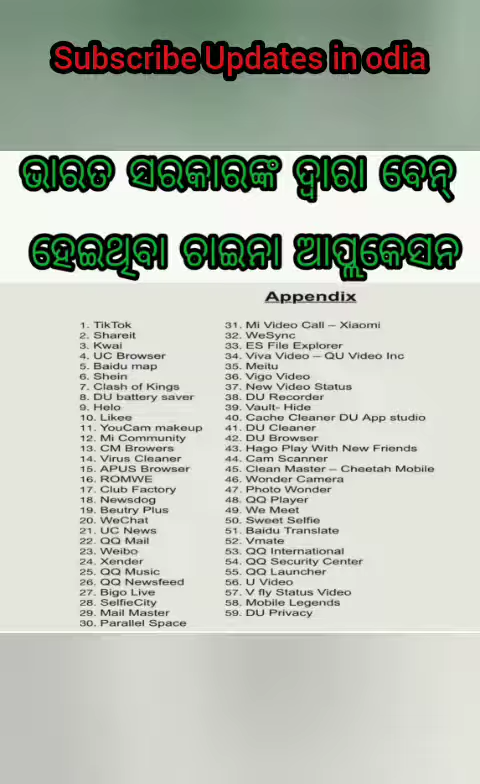 Subscribe Updates in odia
ଭାରତ ସରକାରଙ୍କ ଦ୍ଵାରା ବେନ୍
ହେଇଥିବା ଚାଇନା ଆପ୍ଲକେସନ
Appendix
1. TikTok
2. Shareit
3. Kwai
4. UC Browser
5. Baidu map
6. Shein
7. Clash of Kings
8. DU battery saver
9. Helo
10. Likee
11. YouCam makeup
12. Mi Community
13. CM Browers
14. Virus Cleaner
15. APUS Browser
16. ROMWE
17. Club Factory
18. Newsdog
19. Beutry Plus
20. WeChat
21. UC News
22. QQ Mail
23. Weibo
24. Xender
25. QQ Music
26. QQ Newsfeed
27. Bigo Live
28. SelfieCity
29. Mail Master
30. Parallel Space
31. Mi Video Call – Xiaomi
32. WeSync
33. ES File Explorer
34. Viva Video – QU Video Inc
35. Meitu
36. Vigo Video
37. New Video Status
38. DU Recorder
39. Vault- Hide
40. Cache Cleaner DU App studio
41. DU Cleaner
42. DU Browser
43. Hago Play With New Friends
44. Cam Scanner
45. Clean Master – Cheetah Mobile
46. Wonder Camera
47. Photo Wonder
48. QQ Player
49. We Meet
50. Sweet Selfie
51. Baidu Translate
52. Vmate
53. QQ International
54. QQ Security Center
55. QQ Launcher
56. U Video
57. V fly Status Video
58. Mobile Legends
59. DU Privacy